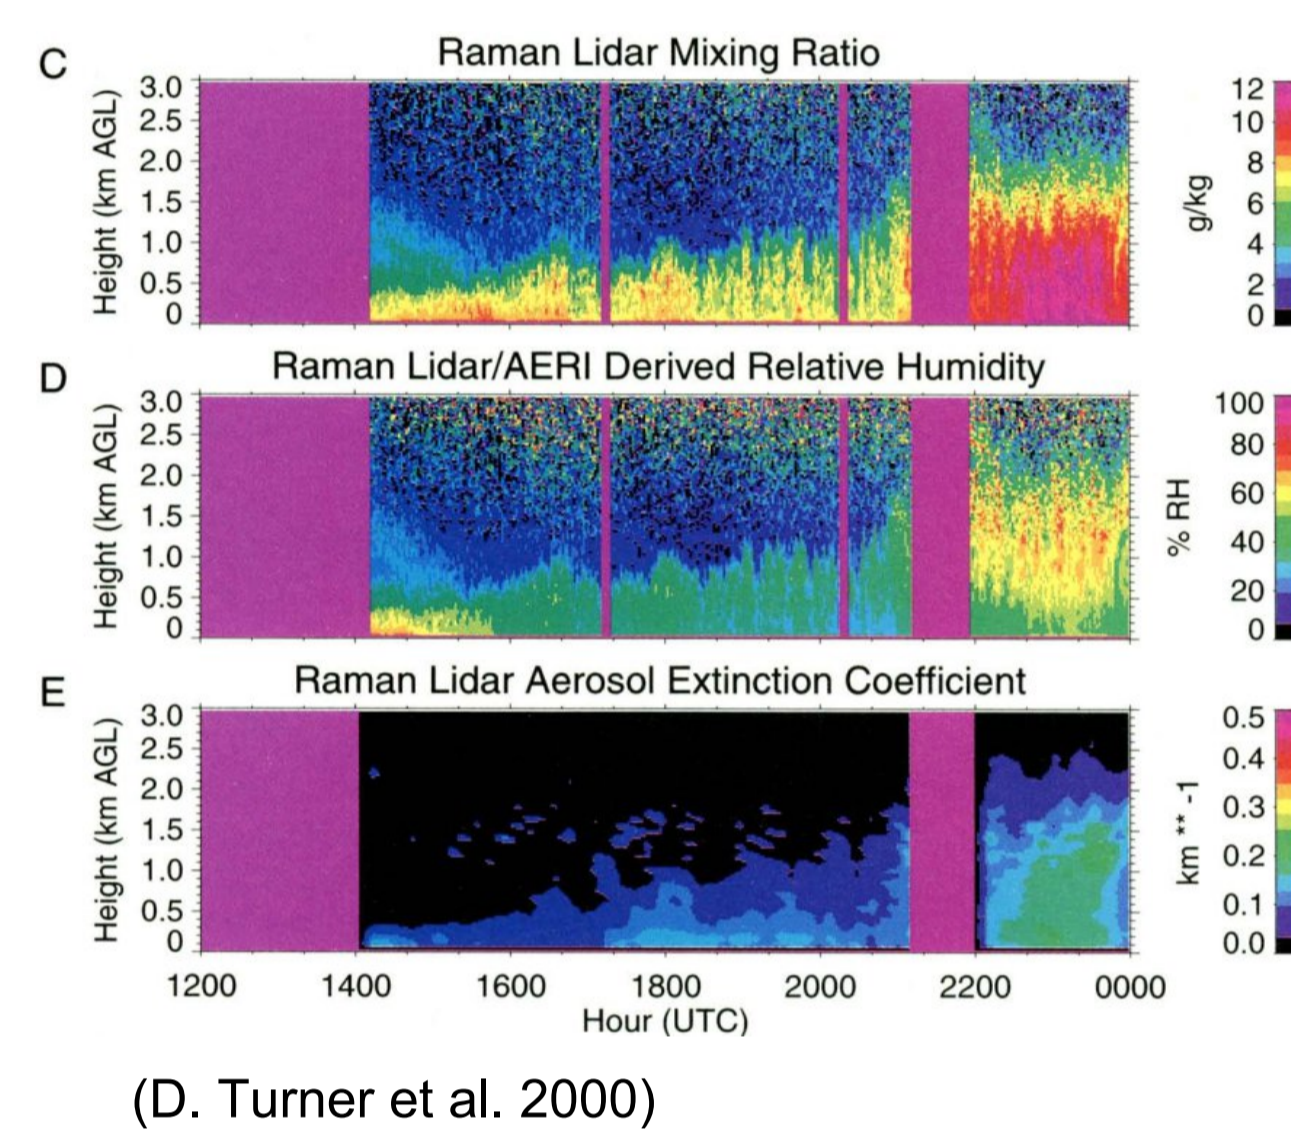 C
Raman Lidar Mixing Ratio
Height (km AGL)
3.0
2.5
2.0
1.5
1.0
0.5
0
g/kg
12
10
8
6
4
2
0
D
Raman Lidar/AERI Derived Relative Humidity
Height (km AGL)
3.0
2.5
2.0
1.5
1.0
0.5
0
% RH
100
80
60
40
20
0
E
Raman Lidar Aerosol Extinction Coefficient
Height (km AGL)
3.0
2.5
2.0
1.5
1.0
0.5
0
km ** -1
0.5
0.4
0.3
0.2
0.1
0.0
1200 1400 1600 1800 2000 2200 0000
Hour (UTC)
(D. Turner et al. 2000)